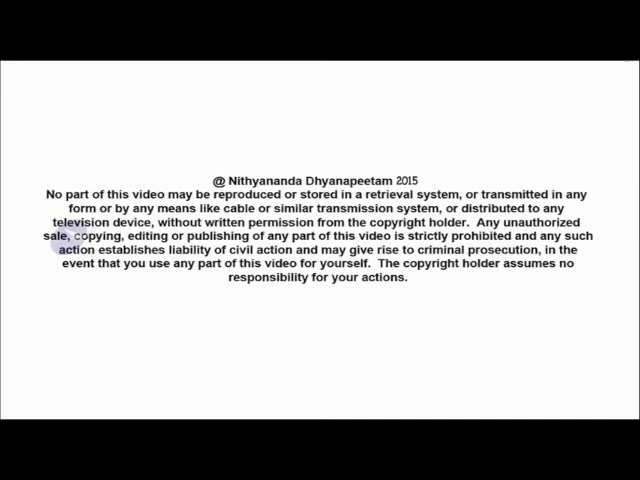 @ Nithyananda Dhyanapeetam 2015
No part of this video may be reproduced or stored in a retrieval system, or transmitted in any
form or by any means like cable or similar transmission system, or distributed to any
television device, without written permission from the copyright holder.  Any unauthorized
sale, copying, editing or publishing of any part of this video is strictly prohibited and any such
action establishes liability of civil action and may give rise to criminal prosecution, in the
event that you use any part of this video for yourself.  The copyright holder assumes no
responsibility for your actions.